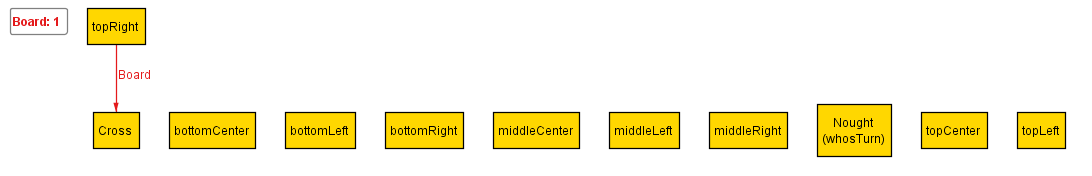 Board: 1
topRight
Board
Cross
bottomCenter
bottomLeft
bottomRight
middleCenter
middleLeft
middleRight
Nought
(whosTurn)
topCenter
topLeft